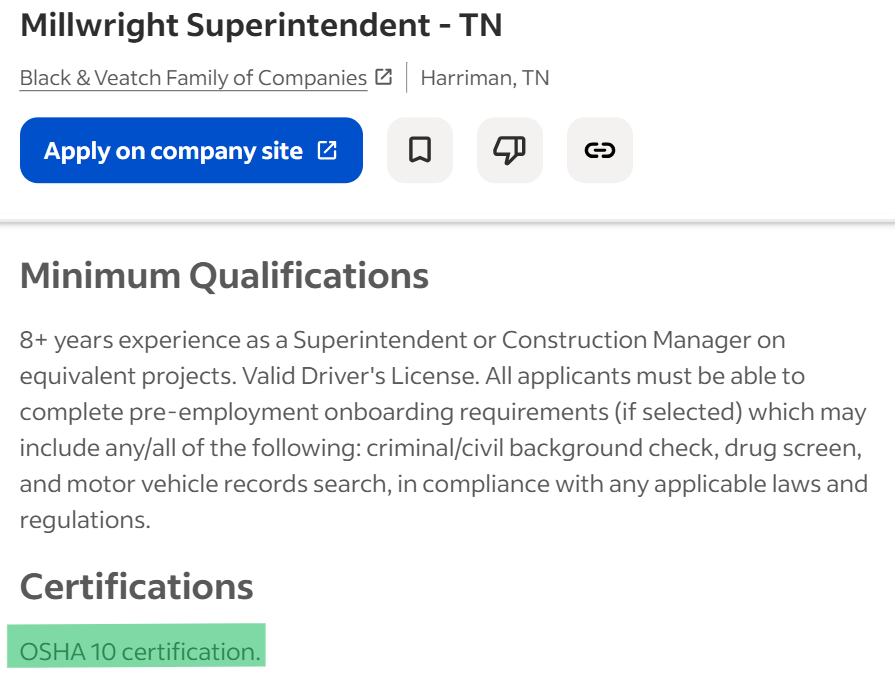 Millwright Superintendent - TN
Black & Veatch Family of Companies Harriman, TN
Apply on company site
Minimum Qualifications
8+ years experience as a Superintendent or Construction Manager on
equivalent projects. Valid Driver's License. All applicants must be able to
complete pre-employment onboarding requirements (if selected) which may
include any/all of the following: criminal/civil background check, drug screen,
and motor vehicle records search, in compliance with any applicable laws and
regulations.
Certifications
OSHA 10 certification.